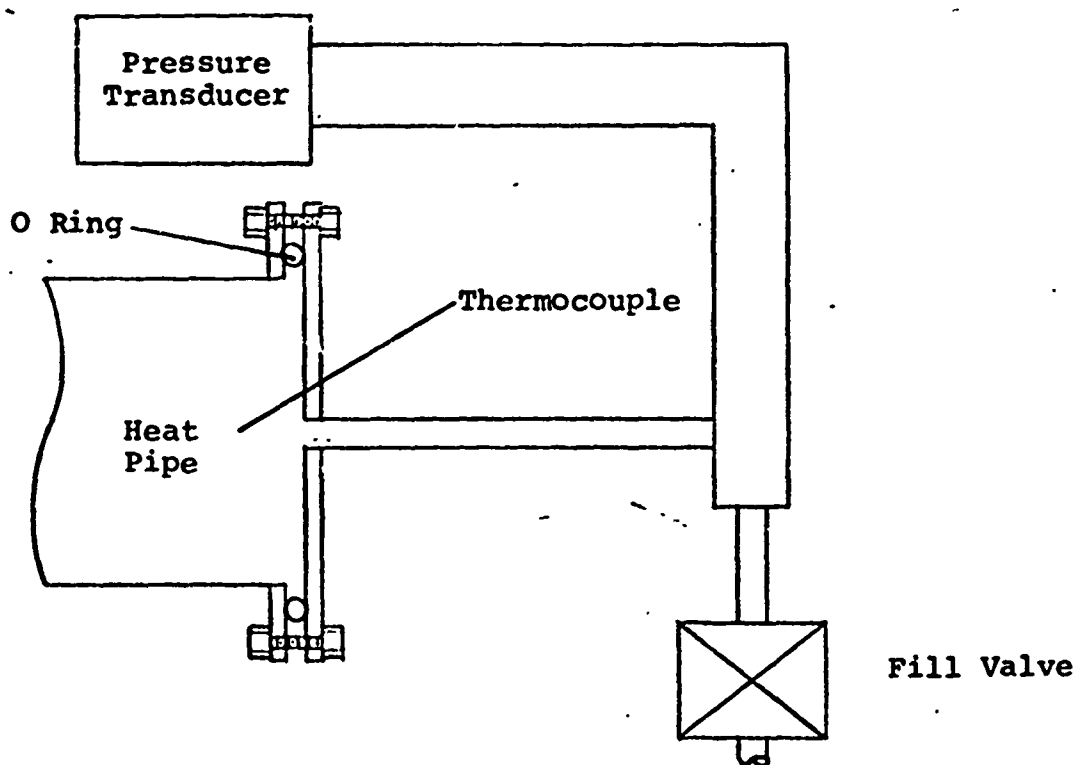 Pressure
Transducer
O Ring
Thermocouple
Heat
Pipe
Fill Valve